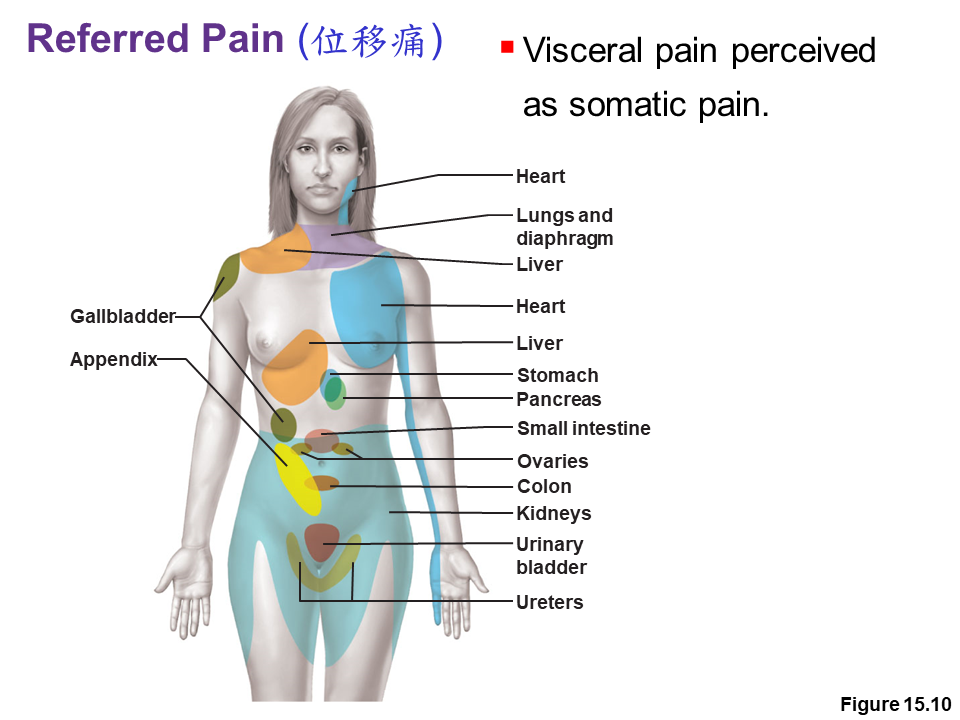 Referred Pain (位移痛)
■ Visceral pain perceived
as somatic pain.
Heart
Lungs and
diaphragm
Liver
Heart
Gallbladder
Liver
Appendix
Stomach
Pancreas
Small intestine
Ovaries
Colon
Kidneys
Urinary
bladder
Ureters
Figure 15.10